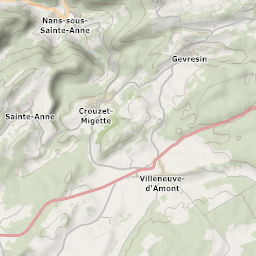 Nans-sous-
Sainte-Anne
Gevresin
Crouzet-
Migette
Sainte-Anne
Villeneuve-
d'Amont